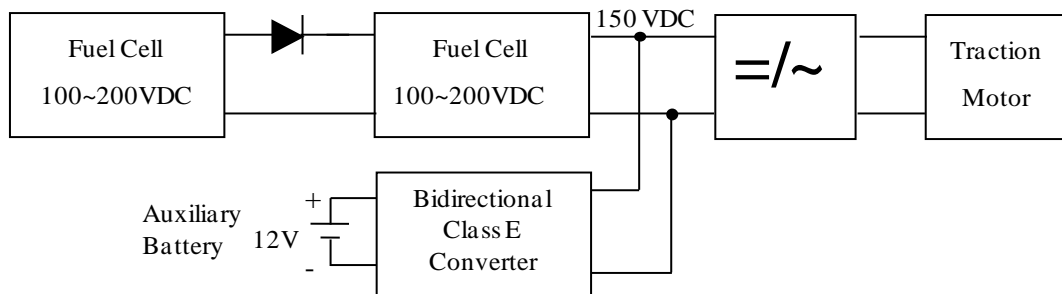 150 VDC
Fuel Cell
100~200VDC
Fuel Cell
100~200VDC
=/~
Traction
Motor
Auxiliary
Battery
12V
+
-
Bidirectional
Class E
Converter